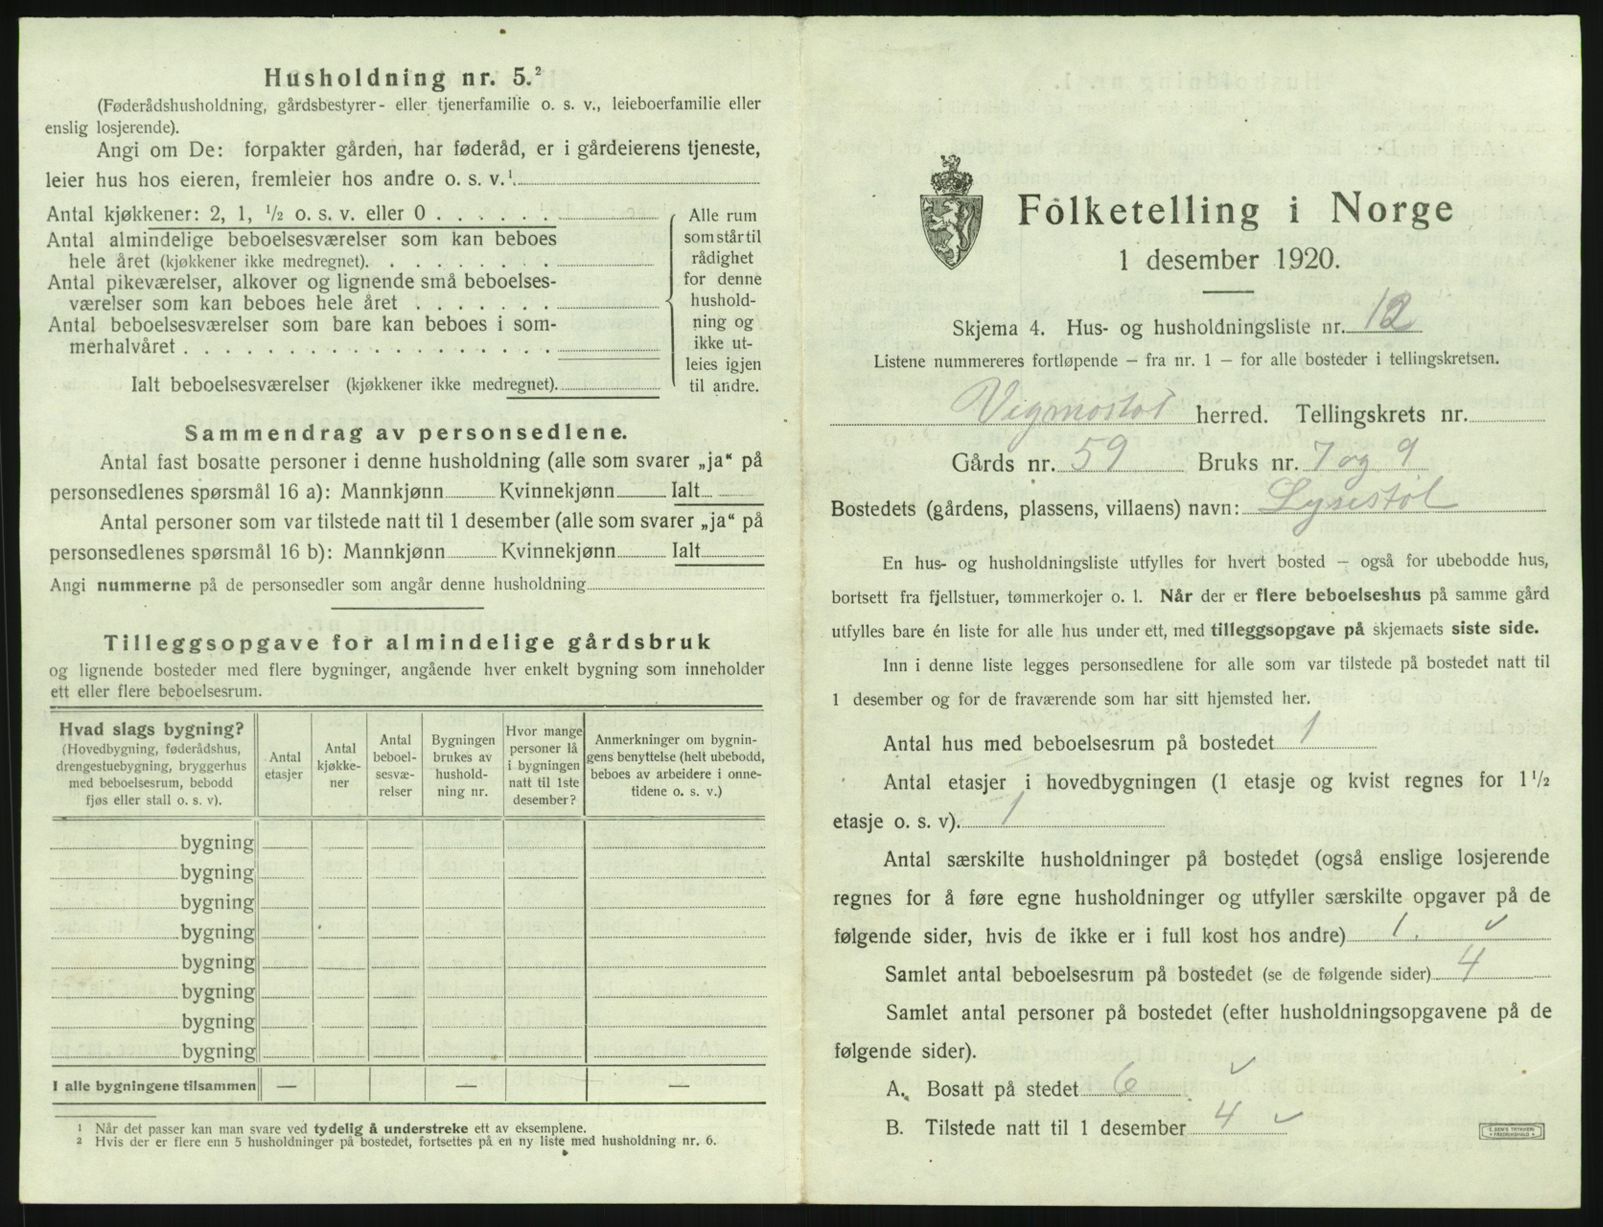 Husholdning nr. 5.²
(Føderådshusholdning, gårdsbestyrer- eller tjenerfamilie o. s. v., leieboerfamilie eller
enslig losjerende).
Angi om De: forpakter gården, har føderåd, er i gårdeierens tjeneste,
leier hus hos eieren, fremleier hos andre o. s. v.¹
Antal kjøkkener: 2, 1, ½ o. s. v. eller 0 . . . . . .
Antal almindelige beboelsesværelser som kan beboes
hele året (kjøkkener ikke medregnet). . . . . . . . .
Antal pikeværelser, alkover og lignende små beboelses-
værelser som kan beboes hele året . . . . . . .
Antal beboelsesværelser som bare kan beboes i som-
merhalvåret . . . . . . . . . . . . . . . . . .
Ialt beboelsesværelser (kjøkkener ikke medregnet).
Alle rum
som står til
rådighet
for denne
hushold-
ning og
ikke ut-
leies igjen
til andre.
Sammendrag av personsedlene.
Antal fast bosatte personer i denne husholdning (alle som svarer „ja“ på
personsedlenes spørsmål 16 a): Mannkjønn Kvinnekjønn Ialt
Antal personer som var tilstede natt til 1 desember (alle som svarer „ja“ på
personsedlenes spørsmål 16 b): Mannkjønn Kvinnekjønn Ialt
Angi nummerne på de personsedler som angår denne husholdning
Tilleggsopgave for almindelige gårdsbruk
og lignende bosteder med flere bygninger, angående hver enkelt bygning som inneholder
ett eller flere beboelsesrum.
Hvad slags bygning?
(Hovedbygning, føderådshus,
drengestuebygning, bryggerhus
med beboelsesrum, bebodd
fjøs eller stall o. s. v).
Antal
etasjer
Antal
kjøkke-
ner
Antal
beboel-
sesvæ-
relser
Bygningen
brukes av
hushold-
ning nr.
Hvor mange
personer lå
i bygningen
natt til 1ste
desember?
Anmerkninger om bygnin-
gens benyttelse (helt ubebodd,
beboes av arbeidere i onne-
tidene o. s. v.)
bygning
bygning
bygning
bygning
bygning
bygning
bygning
bygning
I alle bygningene tilsammen — — —
¹ Når det passer kan man svare ved tydelig å understreke ett av eksemplene.
² Hvis der er flere enn 5 husholdninger på bostedet, fortsettes på en ny liste med husholdning nr. 6.
Folketelling i Norge
1 desember 1920.
Skjema 4. Hus- og husholdningsliste nr. 12
Listene nummereres fortløpende — fra nr. 1 — for alle bosteder i tellingskretsen.
Vigmostad herred. Tellingskrets nr.
Gårds nr. 59 Bruks nr. 7 og 9
Bostedets (gårdens, plassens, villaens) navn: Lysestøl
En hus- og husholdningsliste utfylles for hvert bosted — også for ubebodde hus,
bortsett fra fjellstuer, tømmerkojer o. l. Når der er flere beboelseshus på samme gård
utfylles bare én liste for alle hus under ett, med tilleggsopgave på skjemaets siste side.
Inn i denne liste legges personsedlene for alle som var tilstede på bostedet natt til
1 desember og for de fraværende som har sitt hjemsted her.
Antal hus med beboelsesrum på bostedet 1
Antal etasjer i hovedbygningen (1 etasje og kvist regnes for 1½
etasje o. s. v). 1
Antal særskilte husholdninger på bostedet (også enslige losjerende
regnes for å føre egne husholdninger og utfyller særskilte opgaver på de
følgende sider, hvis de ikke er i full kost hos andre) 1. ✓
Samlet antal beboelsesrum på bostedet (se de følgende sider) 4
Samlet antal personer på bostedet (efter husholdningsopgavene på de
følgende sider).
A. Bosatt på stedet 6 ✓
B. Tilstede natt til 1 desember 4 ✓